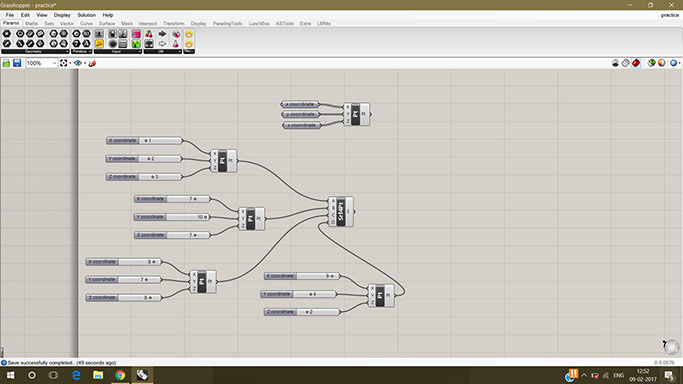 Grasshopper - practice*
File Edit View Display Solution Help
practice
Params Maths Sets Vector Curve Surface Mesh Intersect Transform Display PanelingTools LunchBox ASTools Extra LMNts
Geometry Primitive Input Util
100%
x coordinate
y coordinate
x coordinate
X Y Z Pt Pt
X coordinate 1
Y coordinate 2
Z coordinate 3
X Y Z Pt Pt
X coordinate 7
Y coordinate 10
Z coordinate 7
X Y Z Pt Pt
A B C D Srf4Pt S
X coordinate 9
Y coordinate 7
Z coordinate 8
X Y Z Pt Pt
X coordinate 9
Y coordinate 4
Z coordinate 2
X Y Z Pt Pt
Save successfully completed.. (49 seconds ago)
0.9.0076
ENG
12:52
09-02-2017